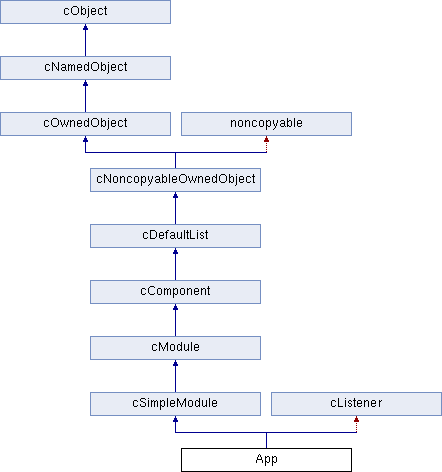 cObject
cNamedObject
cOwnedObject
noncopyable
cNoncopyableOwnedObject
cDefaultList
cComponent
cModule
cSimpleModule
cListener
App